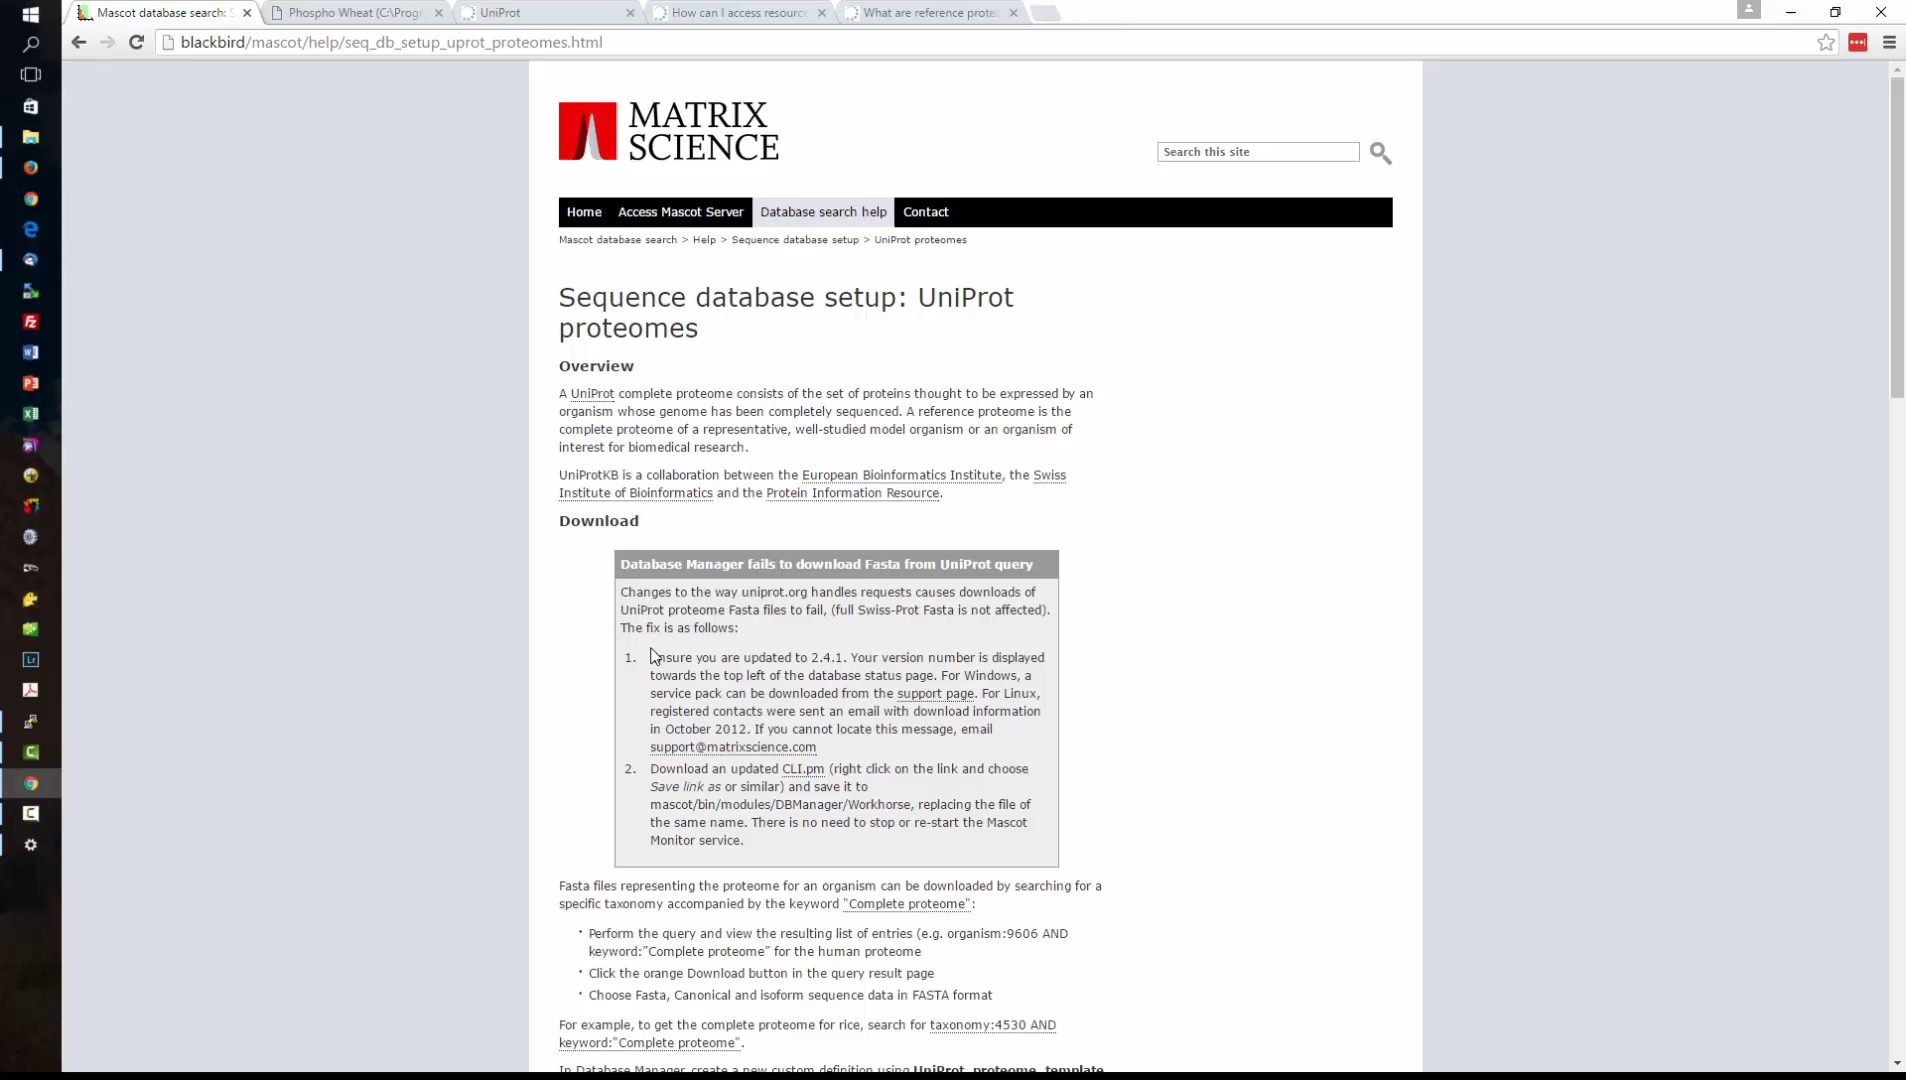 Mascot database search: S
Phospho Wheat (C:\Prog
UniProt
How can I access resource
What are reference prote
blackbird/mascot/help/seq_db_setup_uprot_proteomes.html
MATRIX
SCIENCE
Search this site
Home Access Mascot Server Database search help Contact
Mascot database search > Help > Sequence database setup > UniProt proteomes
Sequence database setup: UniProt
proteomes
Overview
A UniProt complete proteome consists of the set of proteins thought to be expressed by an
organism whose genome has been completely sequenced. A reference proteome is the
complete proteome of a representative, well-studied model organism or an organism of
interest for biomedical research.
UniProtKB is a collaboration between the European Bioinformatics Institute, the Swiss
Institute of Bioinformatics and the Protein Information Resource.
Download
Database Manager fails to download Fasta from UniProt query
Changes to the way uniprot.org handles requests causes downloads of
UniProt proteome Fasta files to fail, (full Swiss-Prot Fasta is not affected).
The fix is as follows:
1. Ensure you are updated to 2.4.1. Your version number is displayed
towards the top left of the database status page. For Windows, a
service pack can be downloaded from the support page. For Linux,
registered contacts were sent an email with download information
in October 2012. If you cannot locate this message, email
support@matrixscience.com
2. Download an updated CLI.pm (right click on the link and choose
Save link as or similar) and save it to
mascot/bin/modules/DBManager/Workhorse, replacing the file of
the same name. There is no need to stop or re-start the Mascot
Monitor service.
Fasta files representing the proteome for an organism can be downloaded by searching for a
specific taxonomy accompanied by the keyword "Complete proteome":
• Perform the query and view the resulting list of entries (e.g. organism:9606 AND
keyword:"Complete proteome" for the human proteome
• Click the orange Download button in the query result page
• Choose Fasta, Canonical and isoform sequence data in FASTA format
For example, to get the complete proteome for rice, search for taxonomy:4530 AND
keyword:"Complete proteome".
In Database Manager, create a new custom definition using UniProt_proteome_template